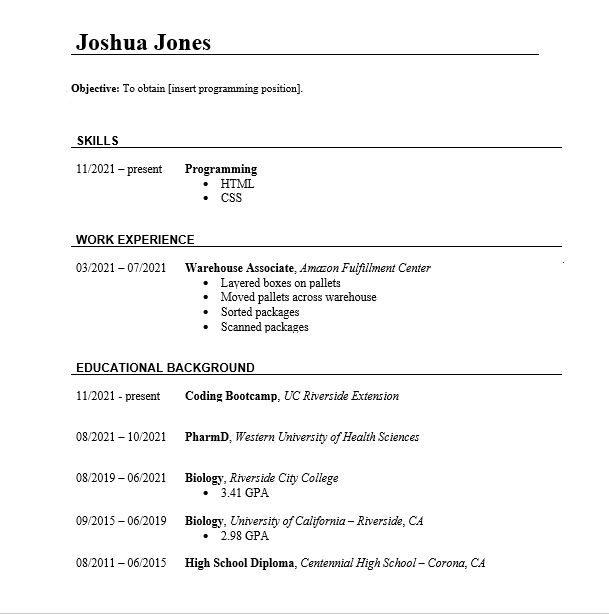 Joshua Jones
Objective: To obtain [insert programming position].
SKILLS
11/2021 – present Programming
• HTML
• CSS
WORK EXPERIENCE
03/2021 – 07/2021 Warehouse Associate, Amazon Fulfillment Center
• Layered boxes on pallets
• Moved pallets across warehouse
• Sorted packages
• Scanned packages
EDUCATIONAL BACKGROUND
11/2021 - present Coding Bootcamp, UC Riverside Extension
08/2021 – 10/2021 PharmD, Western University of Health Sciences
08/2019 – 06/2021 Biology, Riverside City College
• 3.41 GPA
09/2015 – 06/2019 Biology, University of California – Riverside, CA
• 2.98 GPA
08/2011 – 06/2015 High School Diploma, Centennial High School – Corona, CA